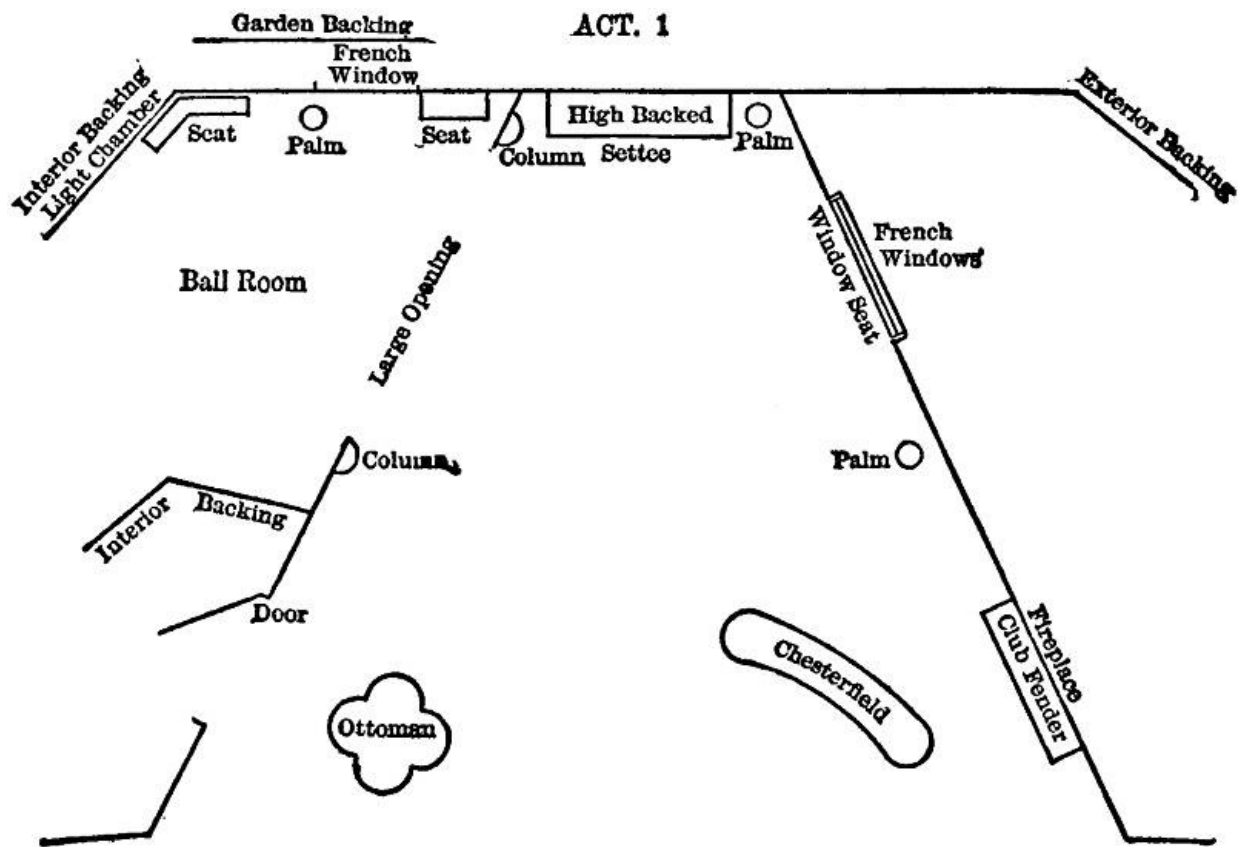 ACT. 1
Garden Backing
French
Window
Interior Backing
Light Chamber
Seat
Palm
Seat
Column
High Backed
Settee
Palm
Exterior Backing
French
Windows
Window Seat
Ball Room
Large Opening
Column
Palm
Interior
Backing
Door
Ottoman
Chesterfield
Fireplace
Club Fender